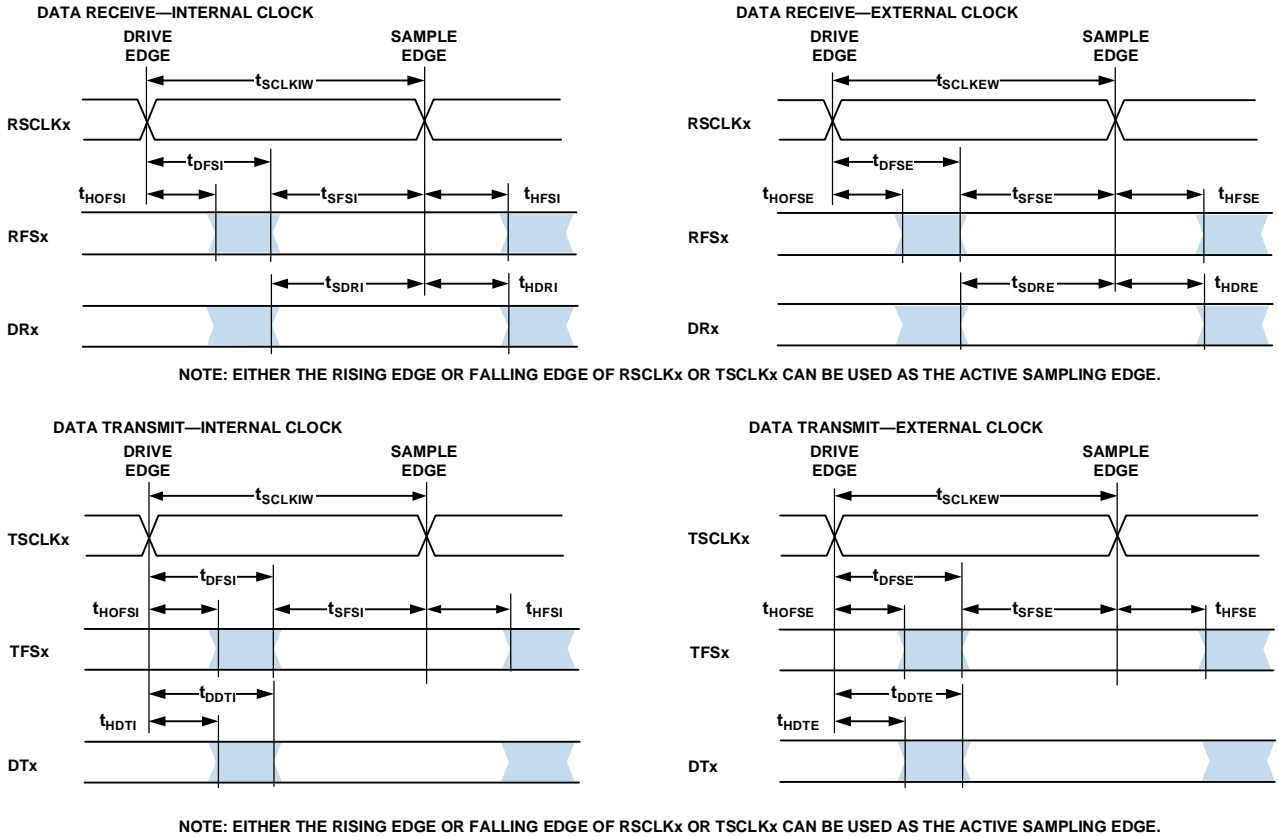 DATA RECEIVE—INTERNAL CLOCK
DRIVE EDGE
SAMPLE EDGE
tSCLKIW
RSCLKx
tDFSI
tHOFSI
tSFSI
tHFSI
RFSx
tSDRI
tHDRI
DRx
DATA RECEIVE—EXTERNAL CLOCK
DRIVE EDGE
SAMPLE EDGE
tSCLKEW
RSCLKx
tDFSE
tHOFSE
tSFSE
tHFSE
RFSx
tSDRE
tHDRE
DRx
NOTE: EITHER THE RISING EDGE OR FALLING EDGE OF RSCLKx OR TSCLKx CAN BE USED AS THE ACTIVE SAMPLING EDGE.
DATA TRANSMIT—INTERNAL CLOCK
DRIVE EDGE
SAMPLE EDGE
tSCLKIW
TSCLKx
tDFSI
tHOFSI
tSFSI
tHFSI
TFSx
tDDTI
tHDTI
DTx
DATA TRANSMIT—EXTERNAL CLOCK
DRIVE EDGE
SAMPLE EDGE
tSCLKEW
TSCLKx
tDFSE
tHOFSE
tSFSE
tHFSE
TFSx
tDDTE
tHDTE
DTx
NOTE: EITHER THE RISING EDGE OR FALLING EDGE OF RSCLKx OR TSCLKx CAN BE USED AS THE ACTIVE SAMPLING EDGE.